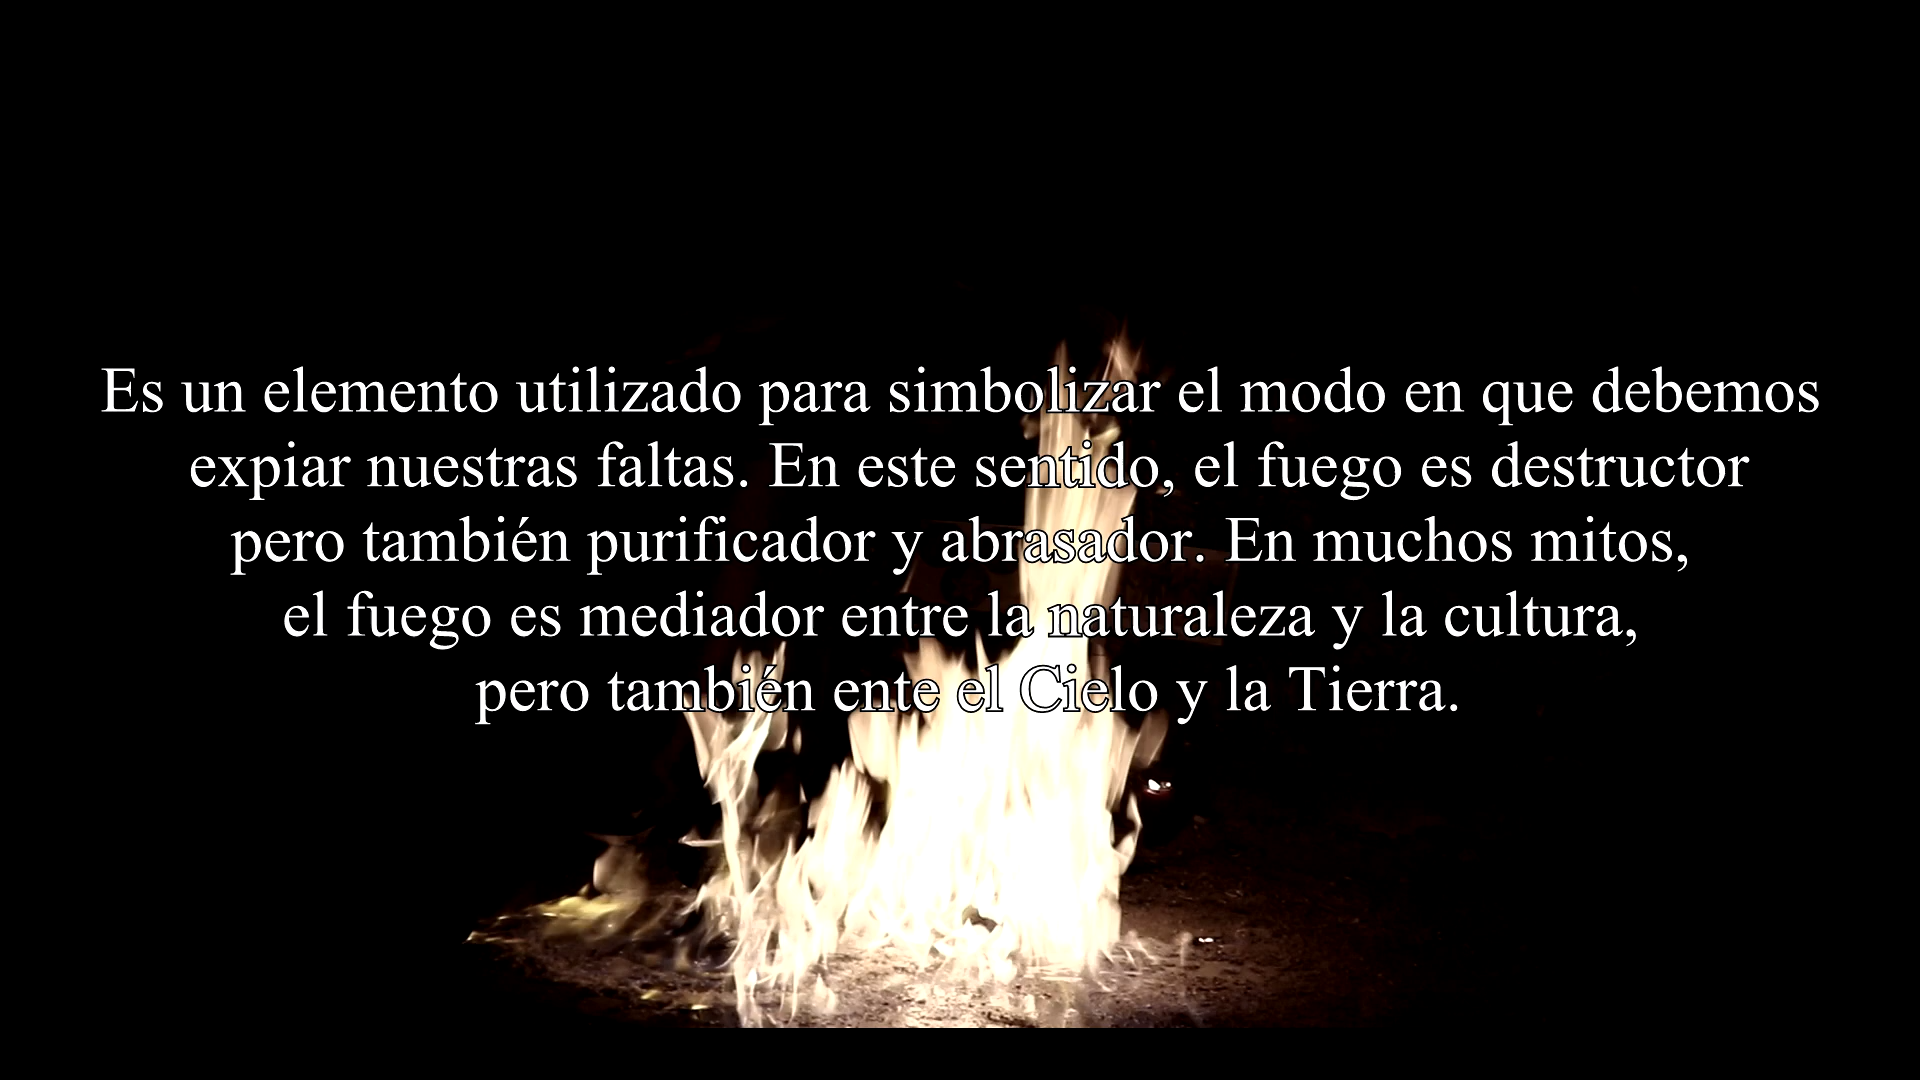 Es un elemento utilizado para simbolizar el modo en que debemos
expiar nuestras faltas. En este sentido, el fuego es destructor
pero también purificador y abrasador. En muchos mitos,
el fuego es mediador entre la naturaleza y la cultura,
pero también ente el Cielo y la Tierra.